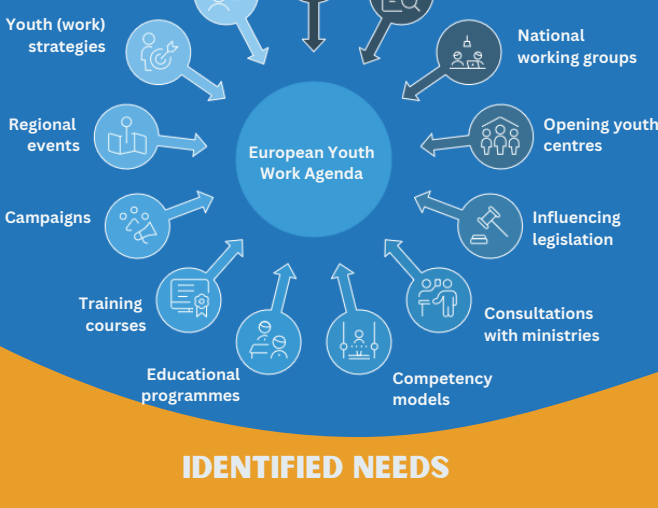 Youth (work)
strategies
National
working groups
Regional
events
Opening youth
centres
European Youth
Work Agenda
Campaigns
Influencing
legislation
Training
courses
Consultations
with ministries
Educational
programmes
Competency
models
IDENTIFIED NEEDS